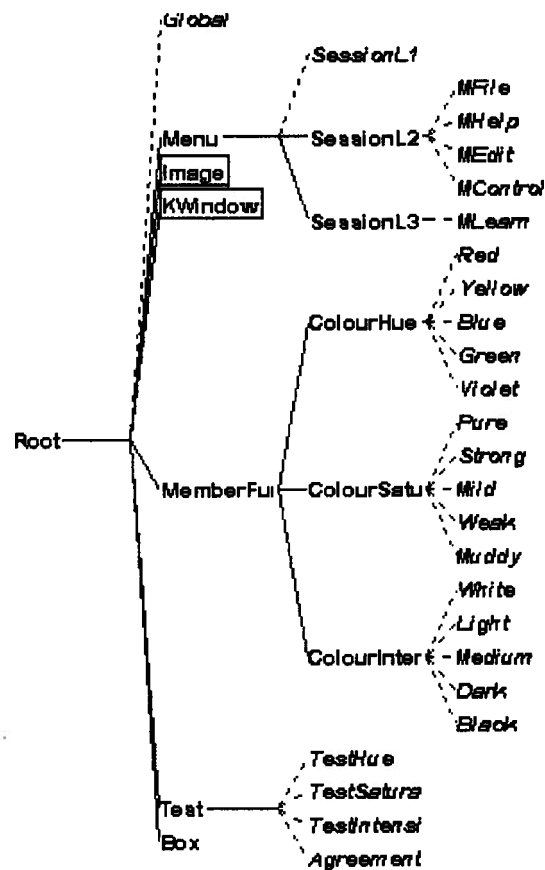 Global
SessionL1
MFile
Menu SessionL2 MHelp
Image MEdit
KWindow MControl
SessionL3 MLearn
Red
Yellow
ColourHue Blue
Green
Violet
Pure
Root Strong
MemberFui ColourSatu Mild
Weak
Muddy
White
Light
ColourInter Medium
Dark
Black
TestHue
TestSatura
Test TestIntensi
Box Agreement